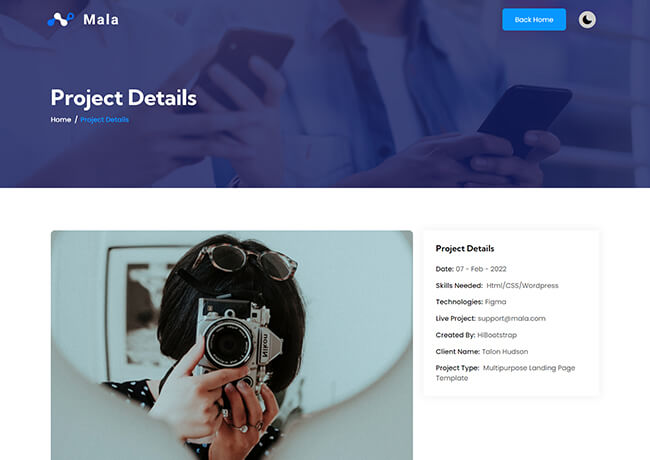 Mala
Back Home
Project Details
Home / Project Details
Project Details
Date: 07 - Feb - 2022
Skills Needed: Html/CSS/Wordpress
Technologies: Figma
Live Project: support@mala.com
Created By: HiBootstrap
Client Name: Talon Hudson
Project Type: Multipurpose Landing Page
Template
Nikon